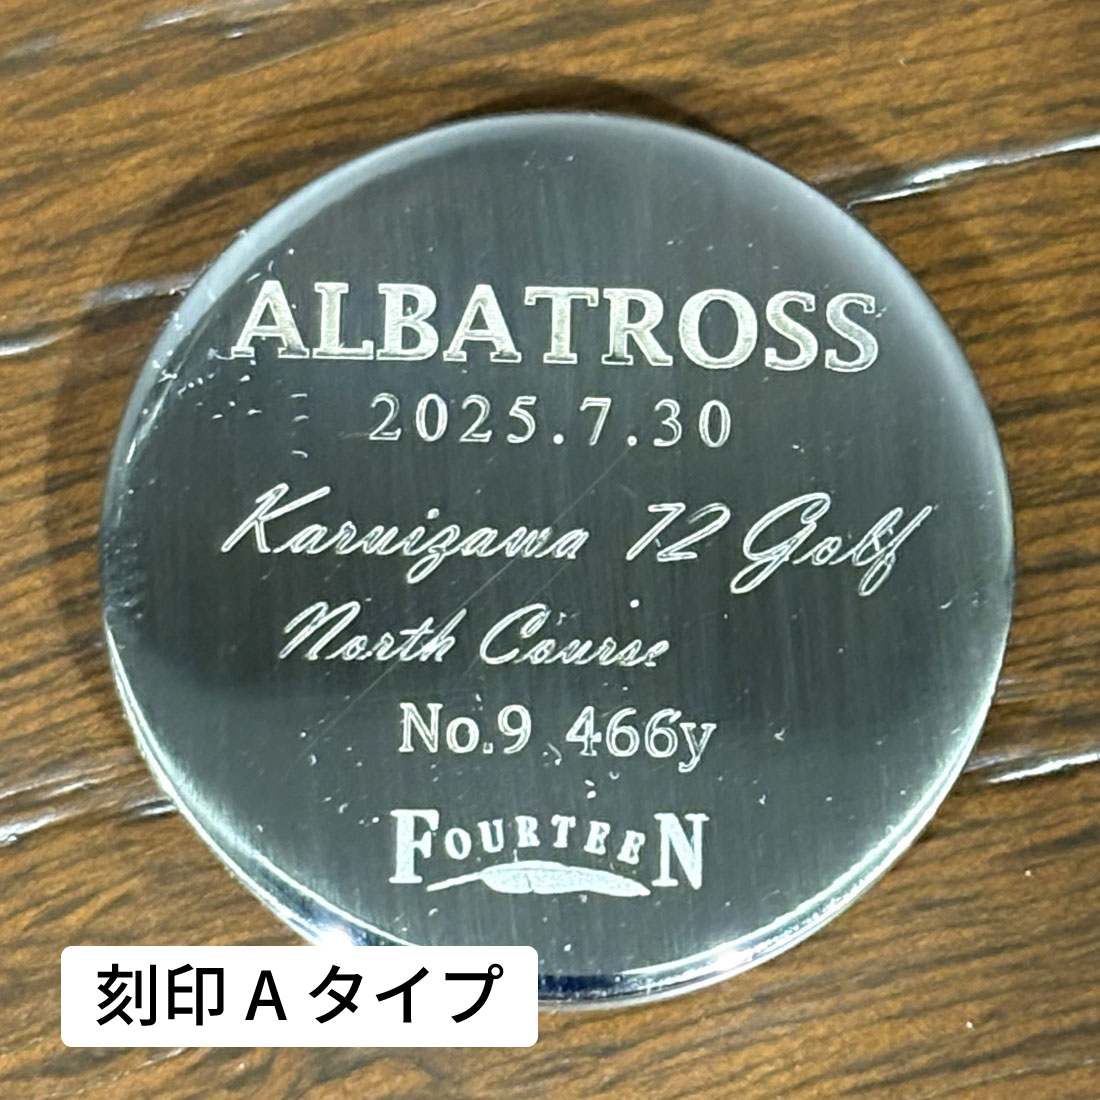 ALBATROSS
2025.7.30
Karuizawa 72 Golf
North Course
No.9 466y
FOURTEEN
刻印 A タイプ